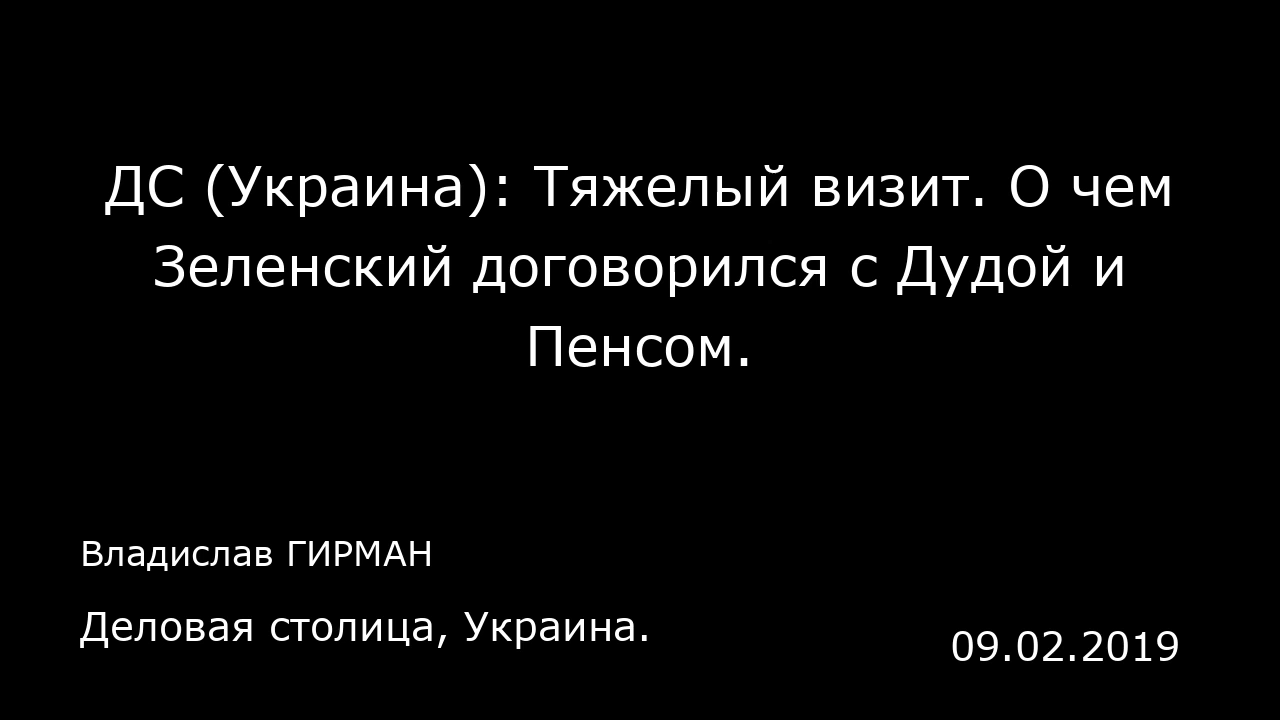 ДС (Украина): Тяжелый визит. О чем
Зеленский договорился с Дудой и
Пенсом.
Владислав ГИРМАН
Деловая столица, Украина.
09.02.2019